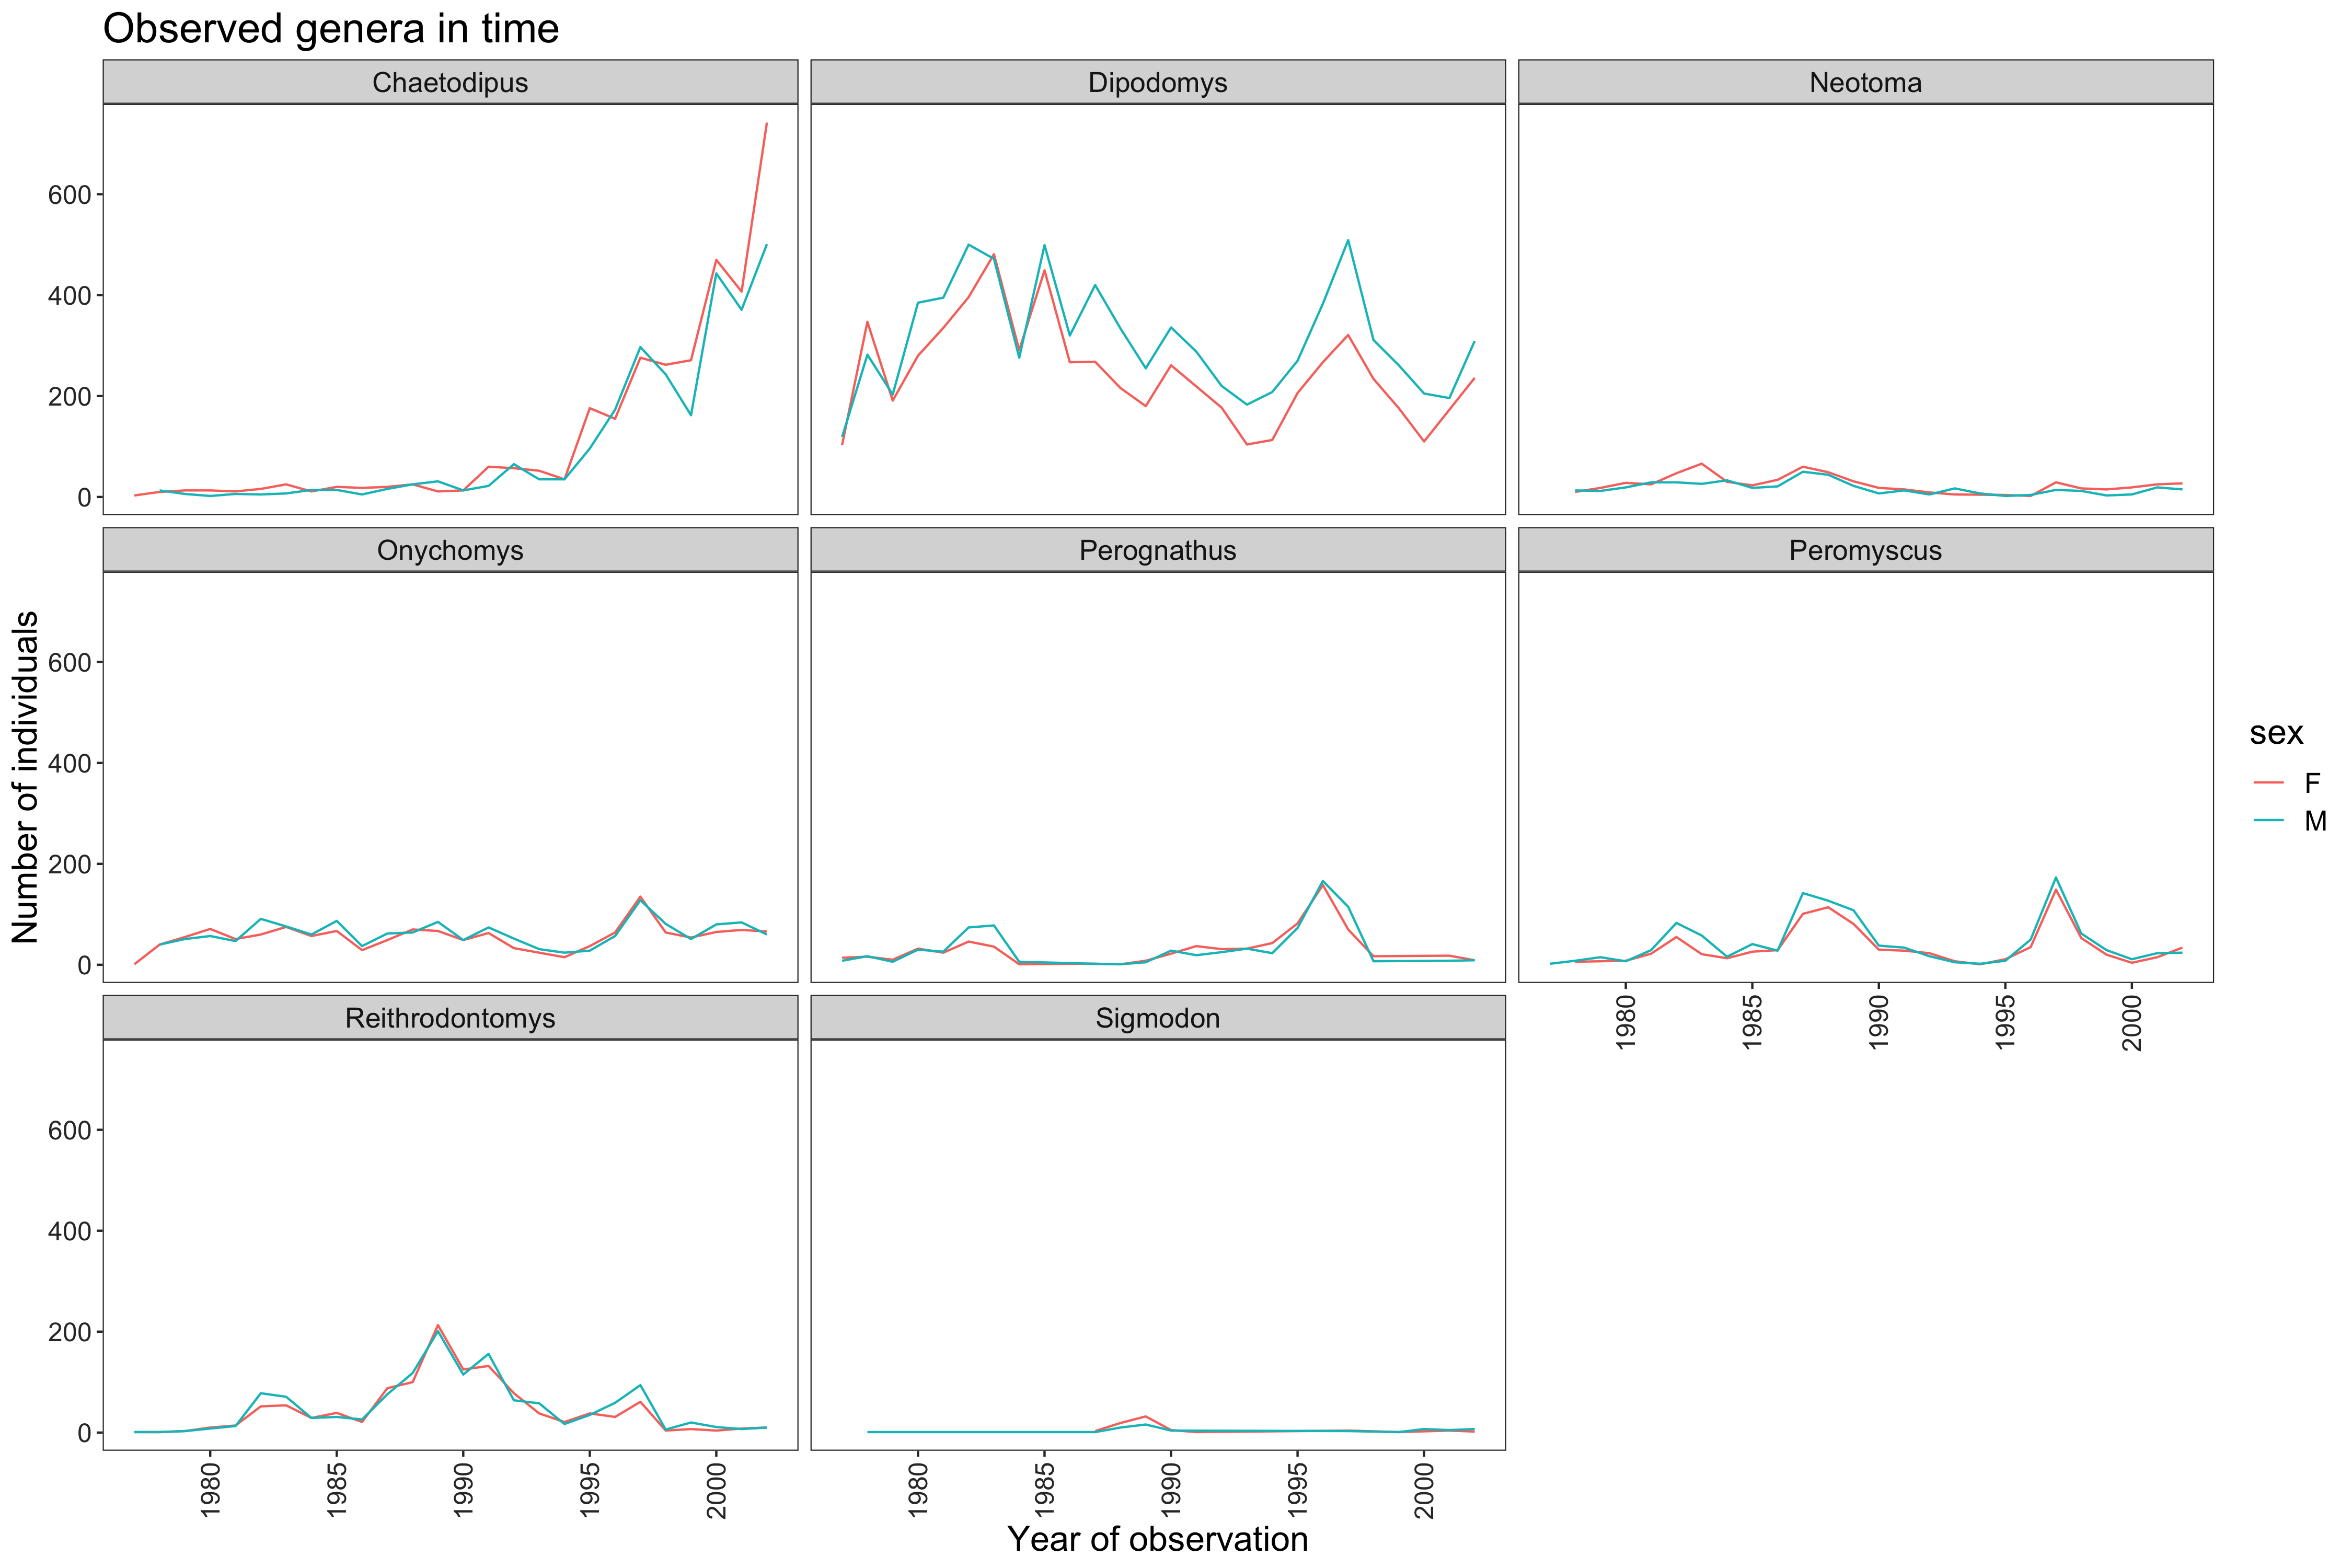 Observed genera in time
Chaetodipus
Dipodomys
Neotoma
600
400
200
0
Onychomys
Perognathus
Peromyscus
600
400
200
0
1980
1985
1990
1995
2000
Reithrodontomys
Sigmodon
600
400
200
0
1980
1985
1990
1995
2000
1980
1985
1990
1995
2000
Year of observation
Number of individuals
sex
F
M